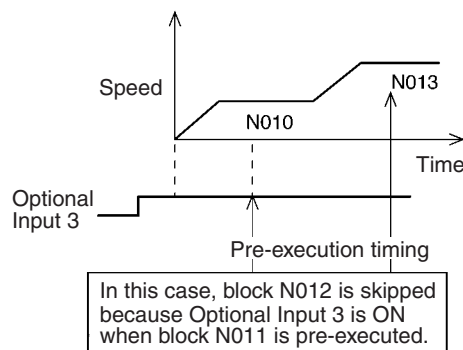 Speed
N010
N013
Time
Optional
Input 3
Pre-execution timing
In this case, block N012 is skipped
because Optional Input 3 is ON
when block N011 is pre-executed.